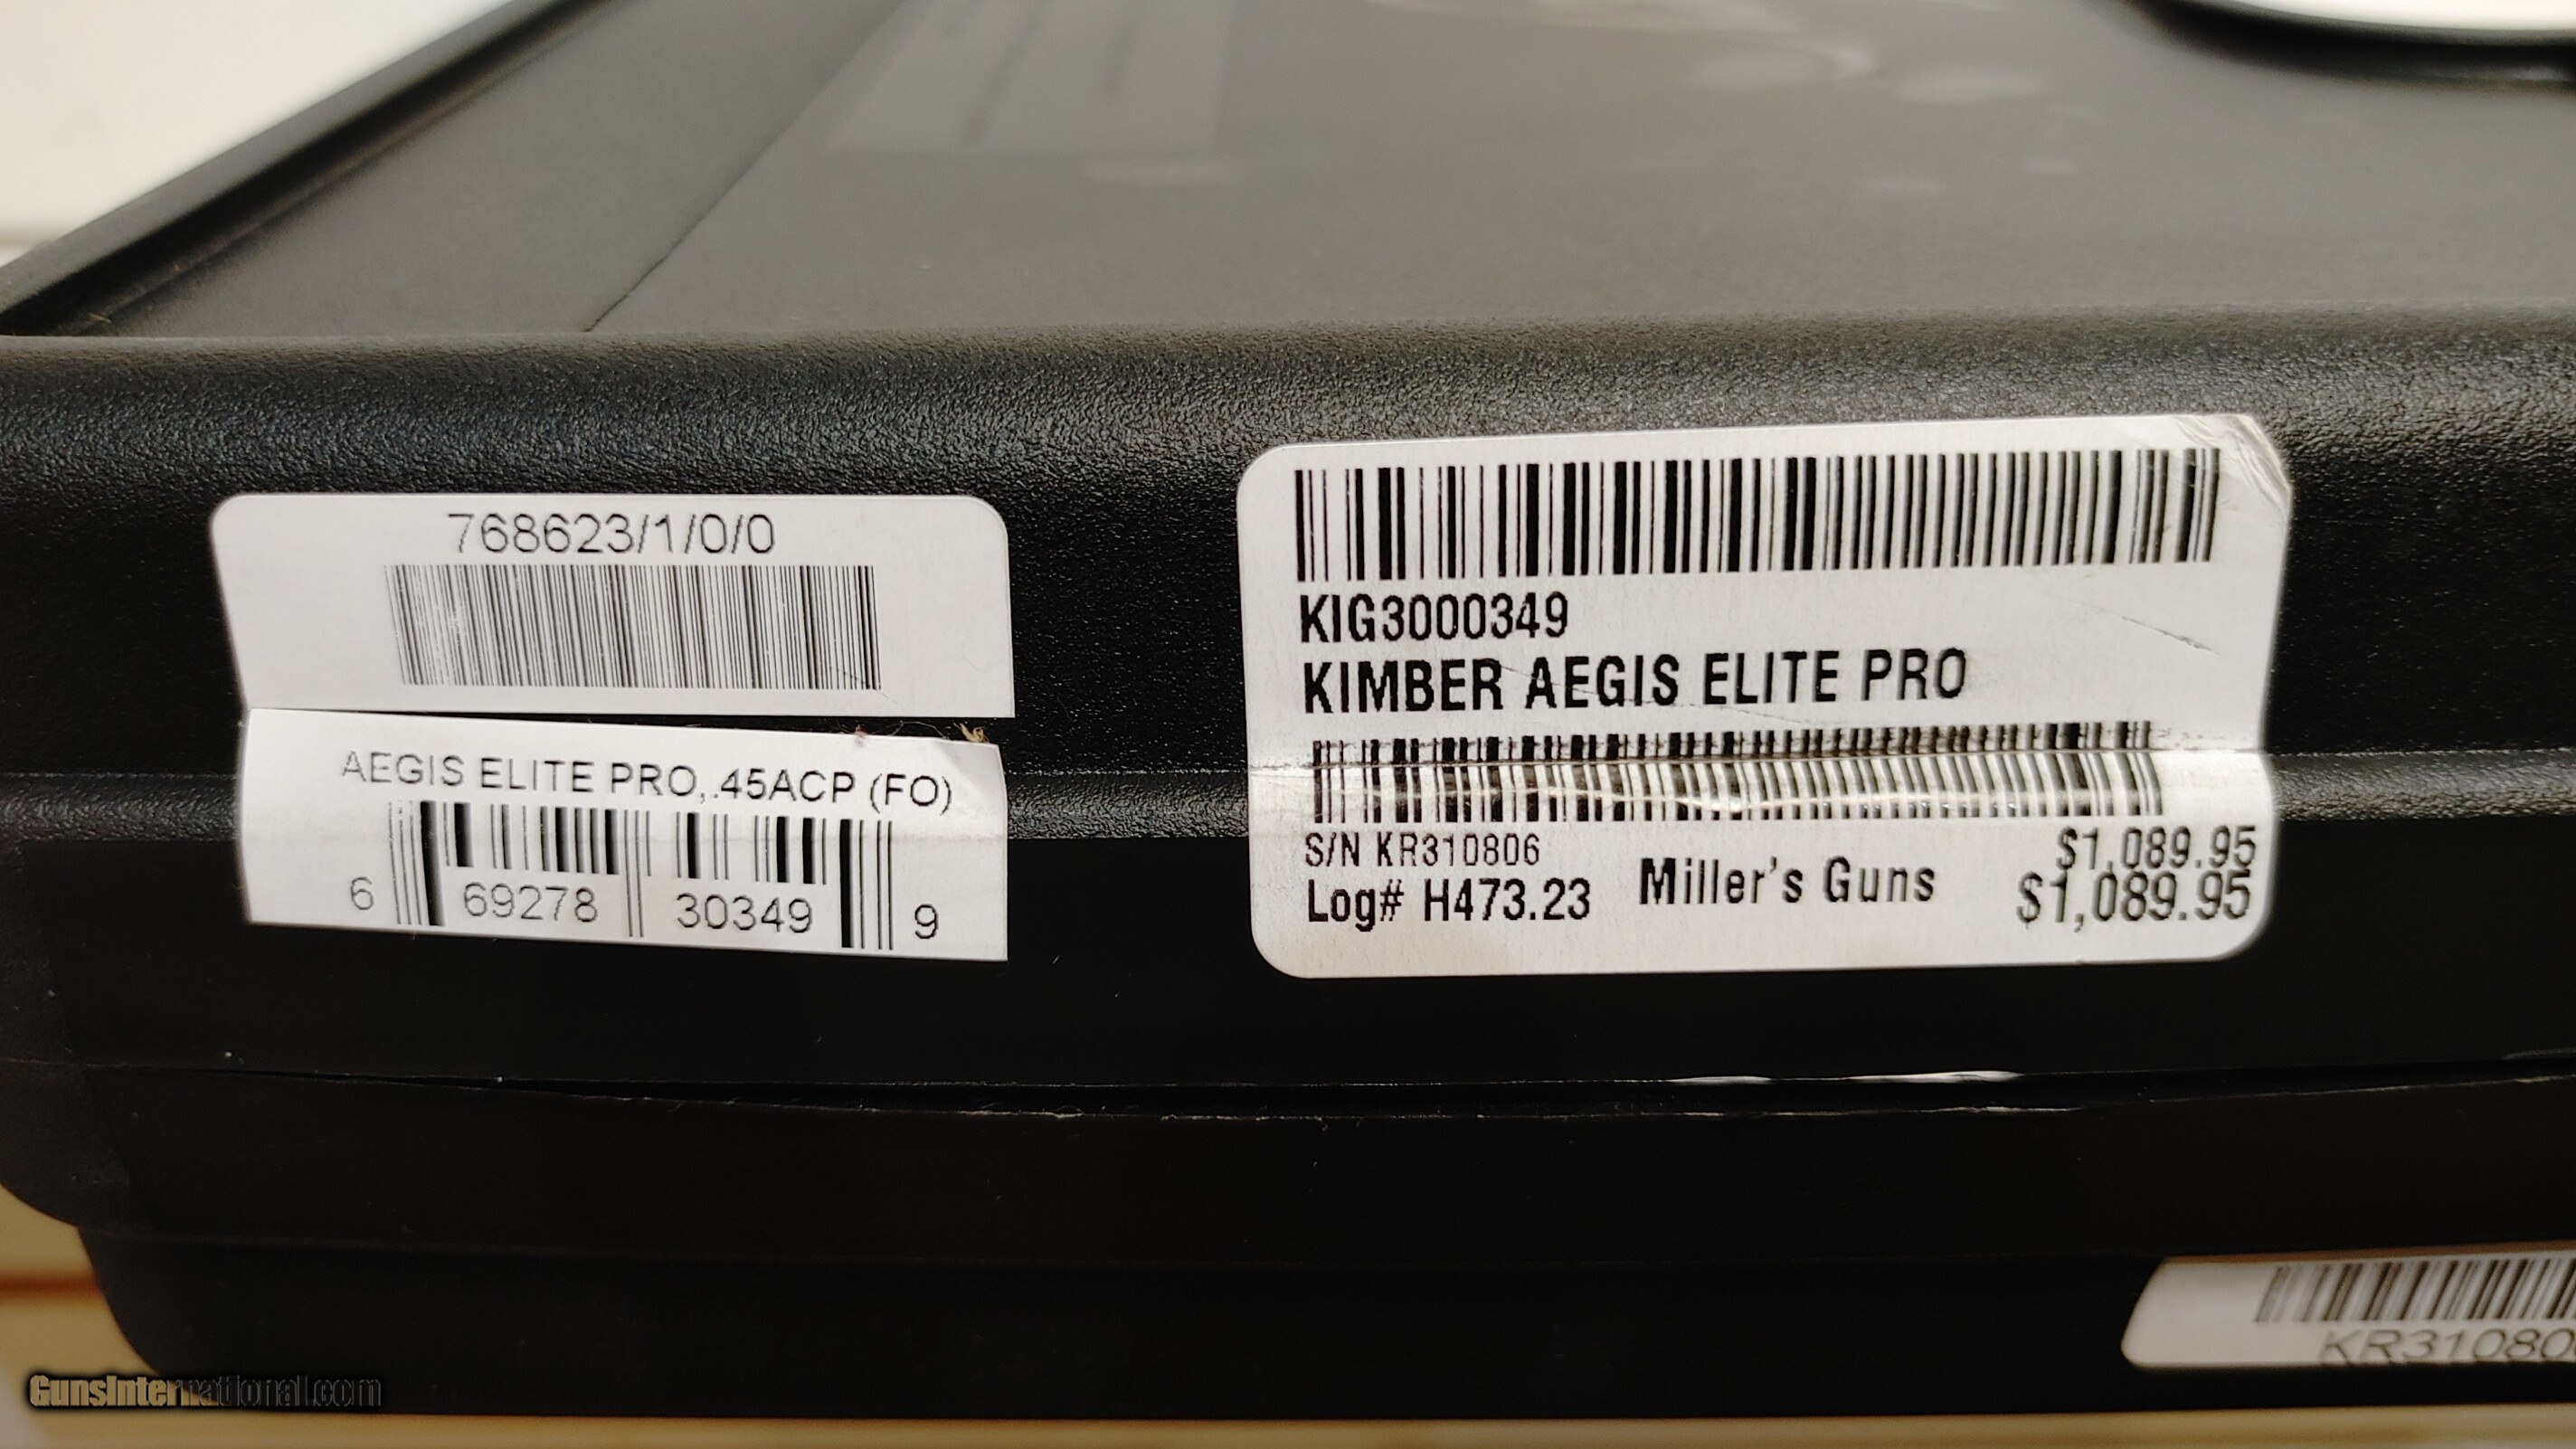 768623/1/0/0
AEGIS ELITE PRO, .45ACP (FO)
6 69278 30349 9
KIG3000349
KIMBER AEGIS ELITE PRO
S/N KR310806
$1,089.95
Log# H473.23 Miller's Guns $1,089.95
KR31080
GunsInternational.com